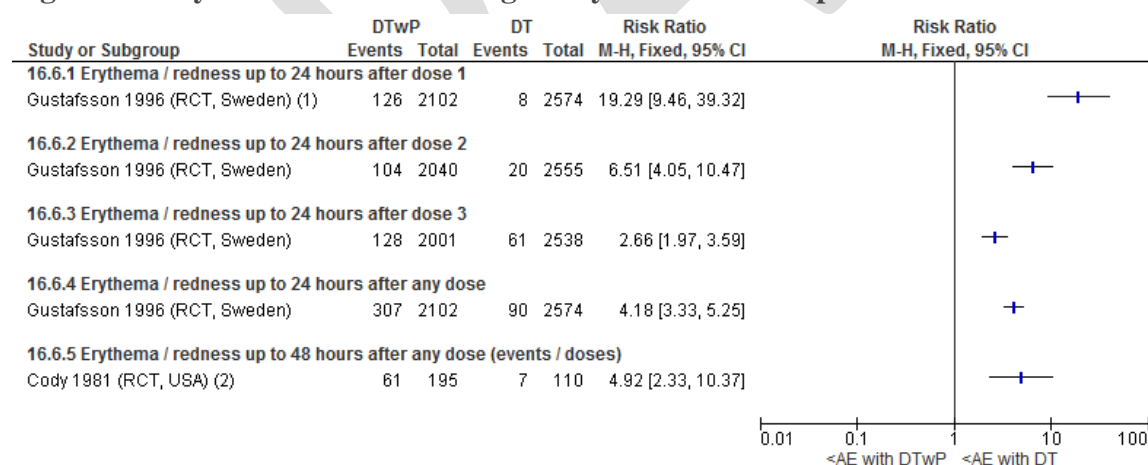 DTwP DT Risk Ratio Risk Ratio
Study or Subgroup Events Total Events Total M-H, Fixed, 95% CI M-H, Fixed, 95% CI
16.6.1 Erythema / redness up to 24 hours after dose 1
Gustafsson 1996 (RCT, Sweden) (1) 126 2102 8 2574 19.29 [9.46, 39.32]
16.6.2 Erythema / redness up to 24 hours after dose 2
Gustafsson 1996 (RCT, Sweden) 104 2040 20 2555 6.51 [4.05, 10.47]
16.6.3 Erythema / redness up to 24 hours after dose 3
Gustafsson 1996 (RCT, Sweden) 128 2001 61 2538 2.66 [1.97, 3.59]
16.6.4 Erythema / redness up to 24 hours after any dose
Gustafsson 1996 (RCT, Sweden) 307 2102 90 2574 4.18 [3.33, 5.25]
16.6.5 Erythema / redness up to 48 hours after any dose (events / doses)
Cody 1981 (RCT, USA) (2) 61 195 7 110 4.92 [2.33, 10.37]
0.01 0.1 1 10 100
<AE with DTwP <AE with DT